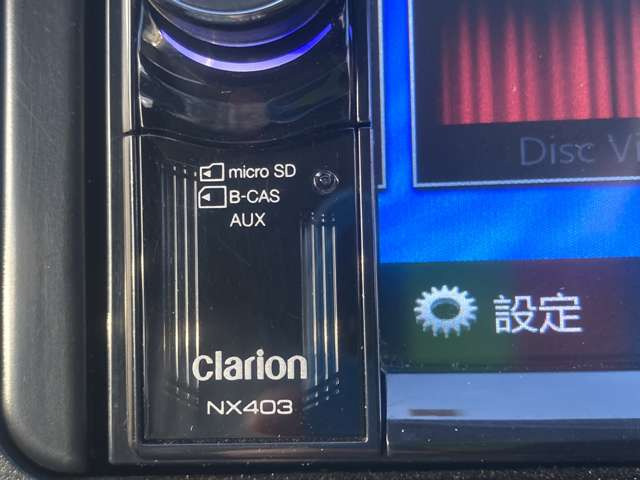 micro SD
B-CAS
AUX
Disc Vi
設定
clarion
NX403